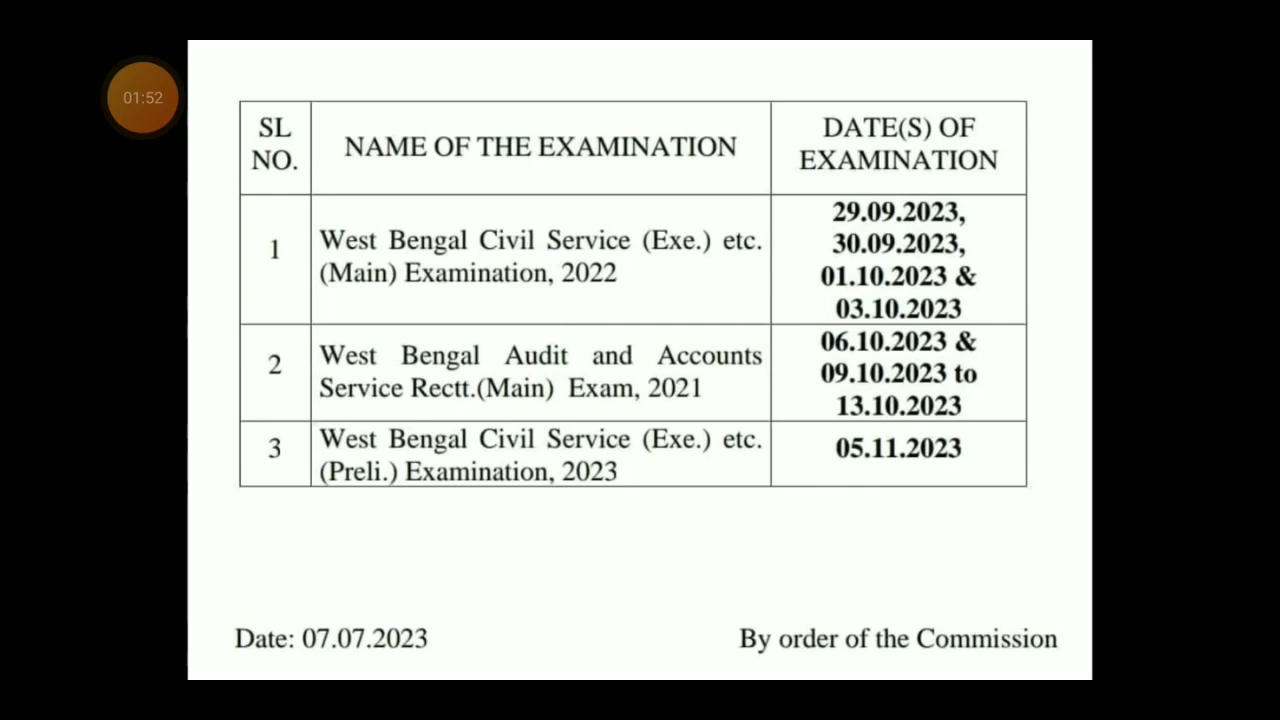 01:52
SL
NO.
NAME OF THE EXAMINATION
DATE(S) OF
EXAMINATION
1
West Bengal Civil Service (Exe.) etc.
(Main) Examination, 2022
29.09.2023,
30.09.2023,
01.10.2023 &
03.10.2023
2
West Bengal Audit and Accounts
Service Rectt.(Main) Exam, 2021
06.10.2023 &
09.10.2023 to
13.10.2023
3
West Bengal Civil Service (Exe.) etc.
(Preli.) Examination, 2023
05.11.2023
Date: 07.07.2023
By order of the Commission